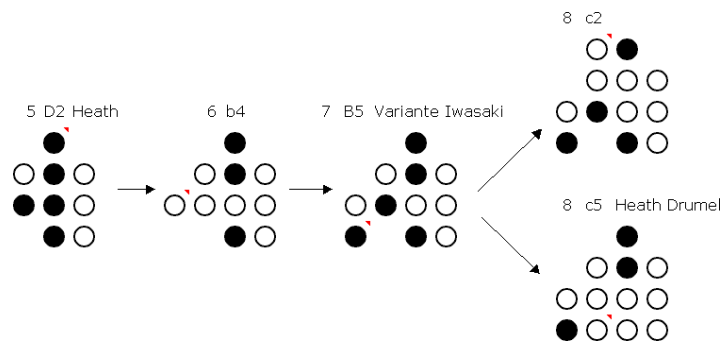 8 c2
5 D2 Heath
6 b4
7 B5 Variante Iwasaki
8 c5 Heath Drumel